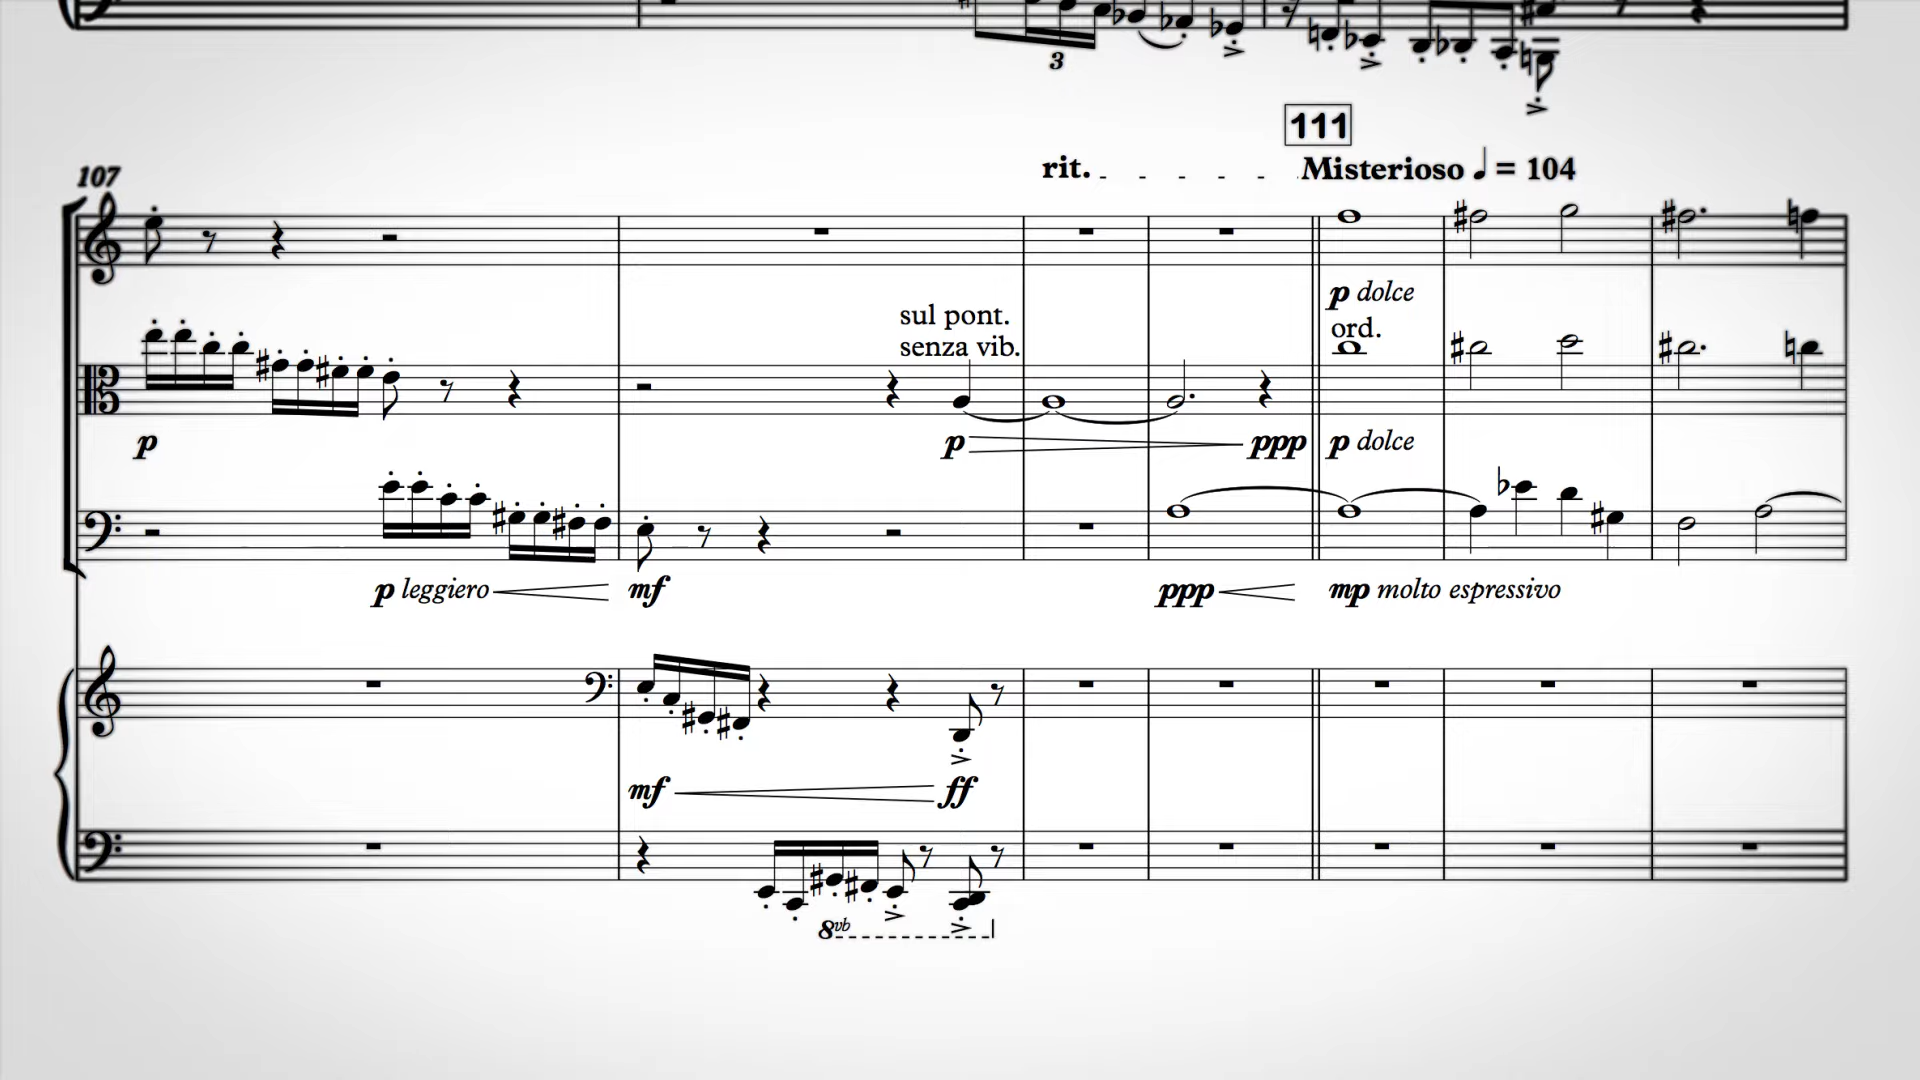 3
111
107
rit.
Misterioso ♩ = 104
p dolce
sul pont.
ord.
senza vib.
p
p
ppp
p dolce
p leggiero
mf
ppp
mp molto espressivo
mf
ff
8vb